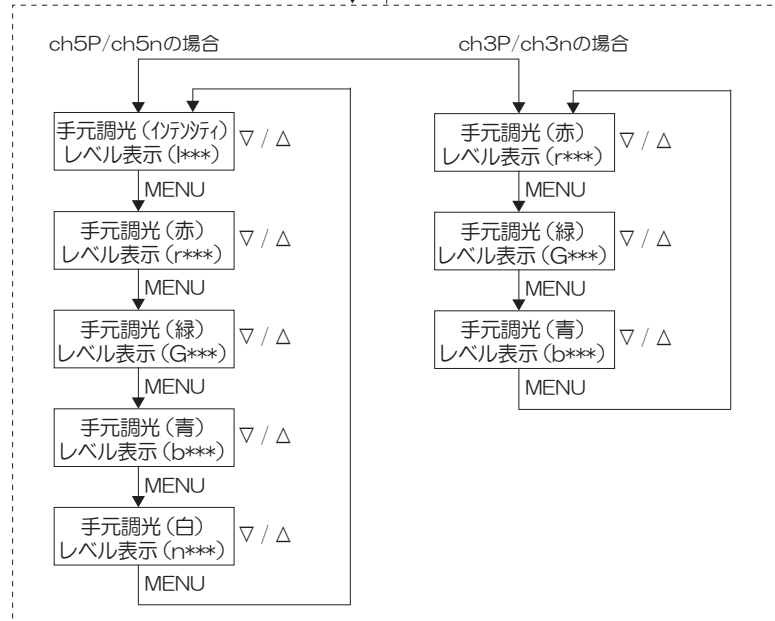 ch5P/ch5nの場合
手元調光(インテンシティ)
レベル表示(I***)
▽ / △
MENU
手元調光(赤)
レベル表示(r***)
▽ / △
MENU
手元調光(緑)
レベル表示(G***)
▽ / △
MENU
手元調光(青)
レベル表示(b***)
▽ / △
MENU
手元調光(白)
レベル表示(n***)
▽ / △
MENU
ch3P/ch3nの場合
手元調光(赤)
レベル表示(r***)
▽ / △
MENU
手元調光(緑)
レベル表示(G***)
▽ / △
MENU
手元調光(青)
レベル表示(b***)
▽ / △
MENU